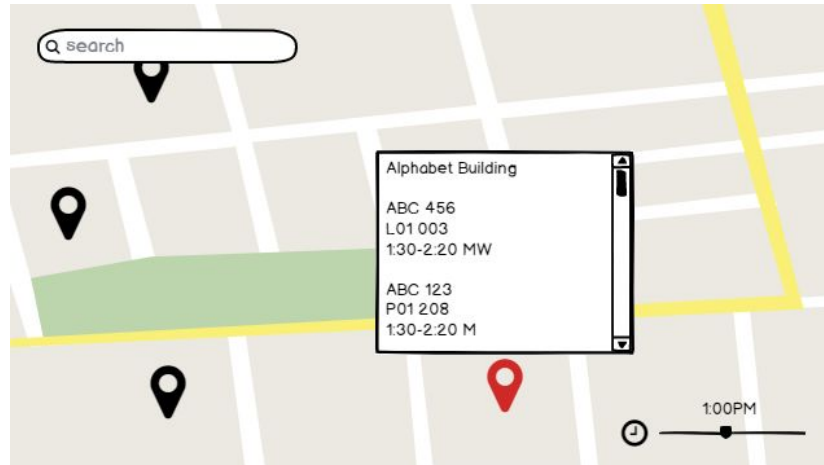 search
Alphabet Building
ABC 456
L01 003
1:30-2:20 MW
ABC 123
P01 208
1:30-2:20 M
1:00PM